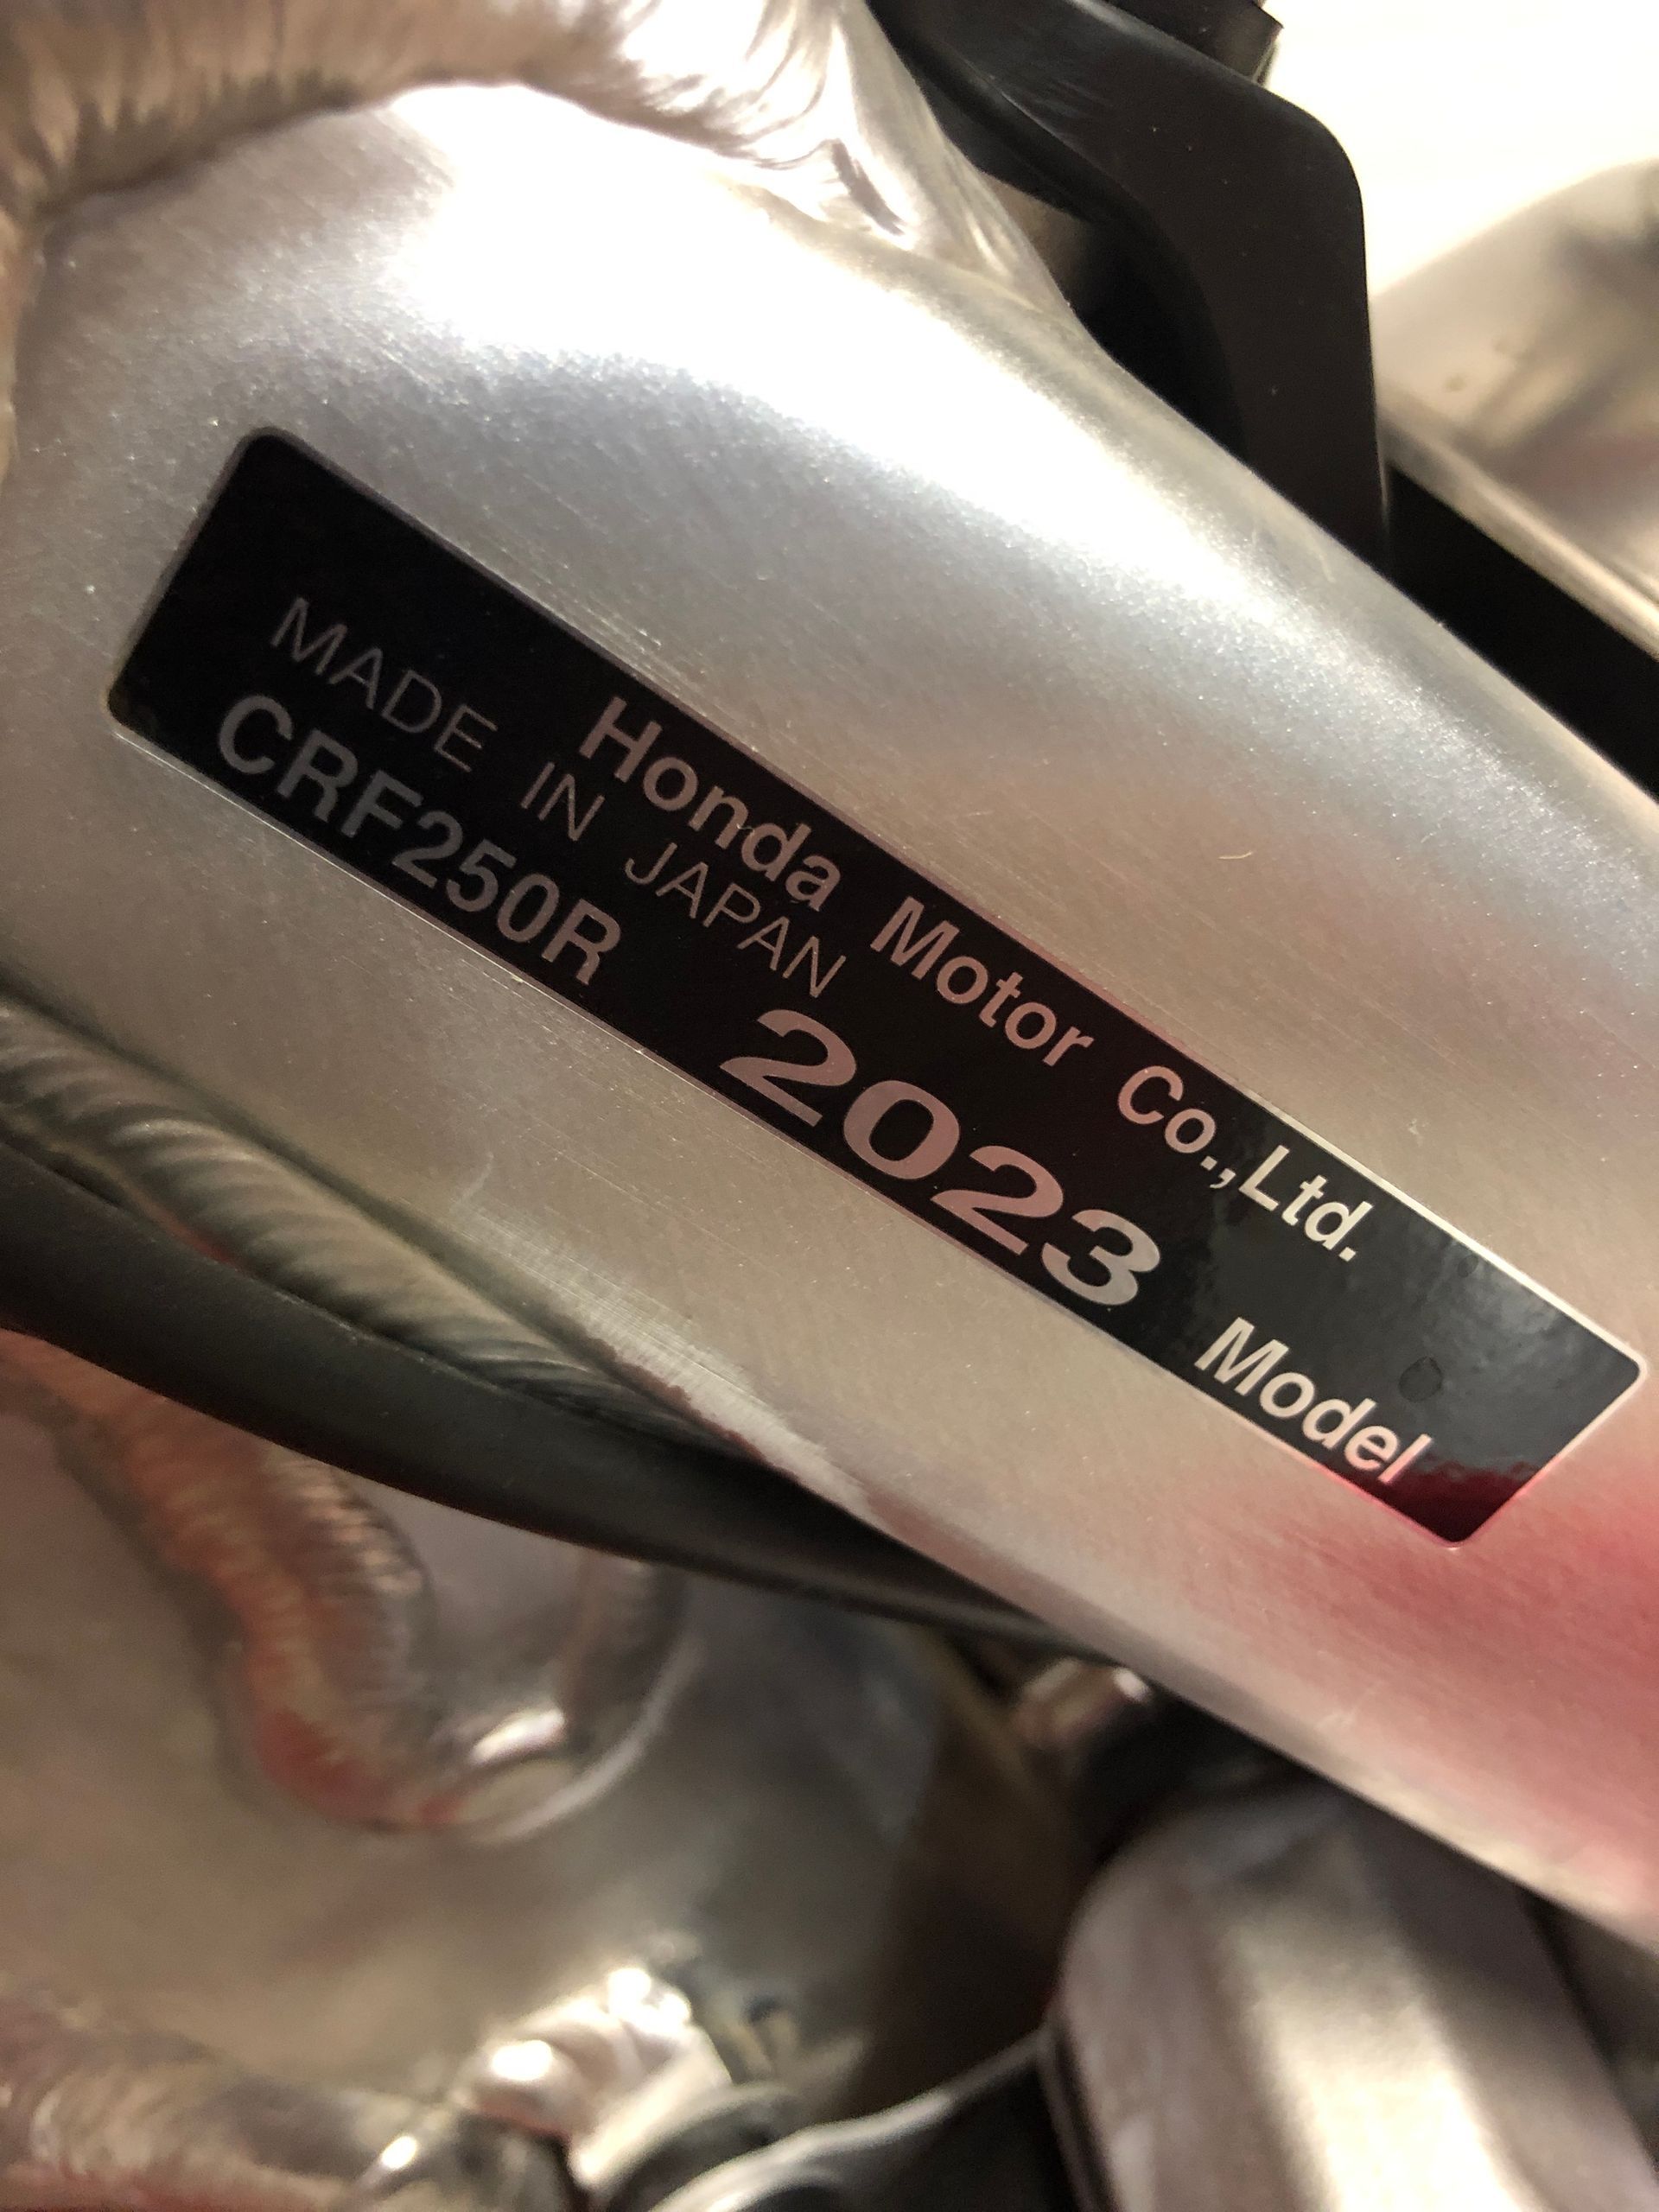 Honda Motor Co.,Ltd.
MADE IN JAPAN
CRF250R 2023 Model